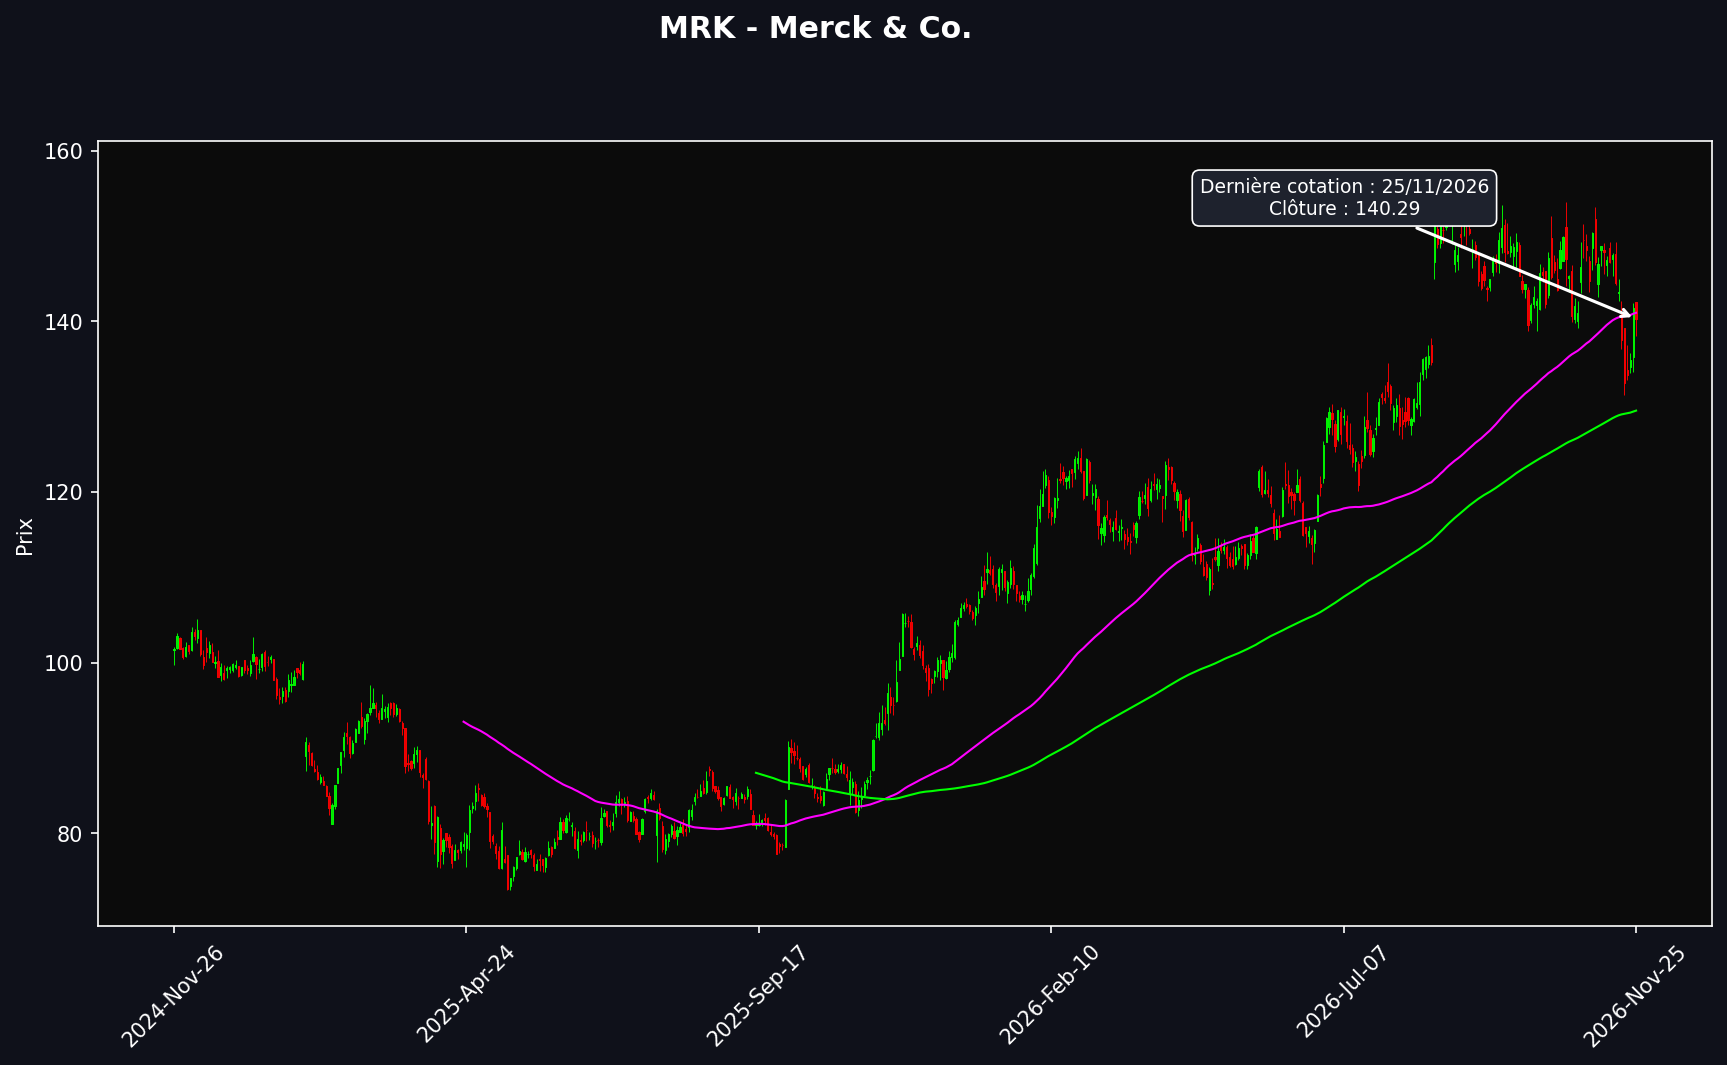 MRK - Merck & Co.
160
Dernière cotation : 25/11/2026
Clôture : 140.29
140
120
Prix
100
80
2024-Nov-26
2025-Apr-24
2025-Sep-17
2026-Feb-10
2026-Jul-07
2026-Nov-25